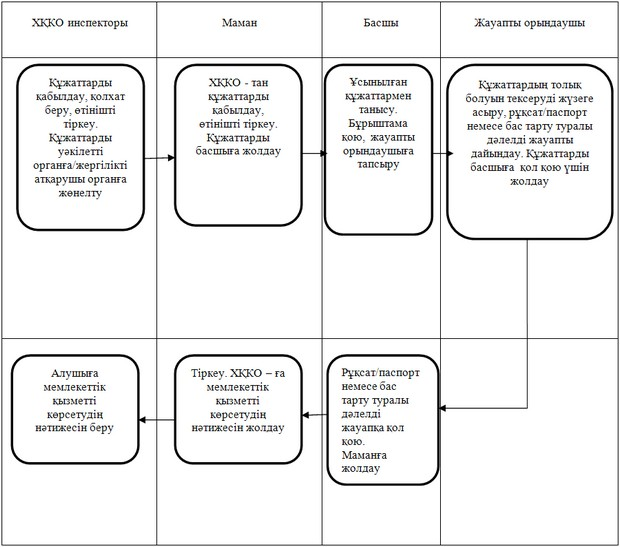 ХҚКО инспекторы
Маман
Басшы
Жауапты орындаушы
Құжаттарды
қабылдау, қолхат
беру, өтінішті
тіркеу.
Құжаттарды
уәкілетті
органға/жергілікті
атқарушы органға
жөнелту
ХҚКО - тан
құжаттарды
қабылдау,
өтінішті тіркеу.
Құжаттарды
басшыға жолдау
Ұсынылған
құжаттармен
танысу.
Бұрыштама
қою, жауапты
орындаушыға
тапсыру
Құжаттардың толық
болуын тексеруді жүзеге
асыру, рұқсат/паспорт
немесе бас тарту туралы
дәлелді жауапты
дайындау. Құжаттарды
басшыға қол қою үшін
жолдау
Алушыға
мемлекеттік
қызметті
көрсетудің
нәтижесін беру
Тіркеу. ХҚКО – ға
мемлекеттік
қызметті
көрсетудің
нәтижесін жолдау
Рұқсат/паспорт
немесе бас
тарту туралы
дәлелді
жауапқа қол
қою.
Маманға
жолдау